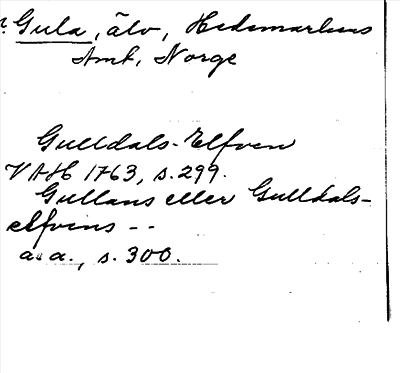 Gula, älv, Hedemarkens
Amt, Norge
Gulldals-Elfven
VAH 1763, s. 299.
Gullans eller Gulldals-
elfvens --
a. a., s. 300.